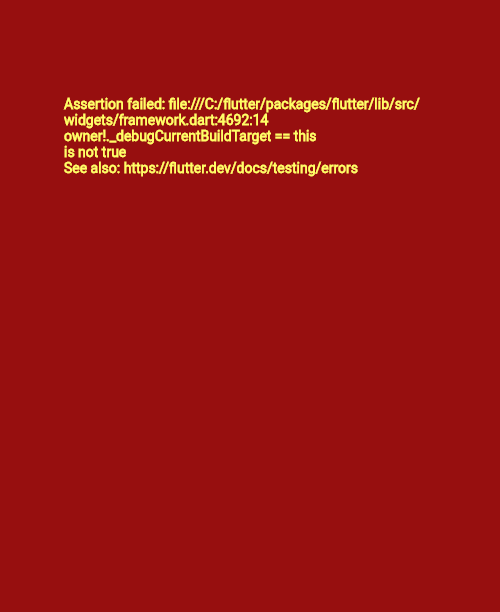 Assertion failed: file:///C:/flutter/packages/flutter/lib/src/
widgets/framework.dart:4692:14
owner!._debugCurrentBuildTarget == this
is not true
See also: https://flutter.dev/docs/testing/errors